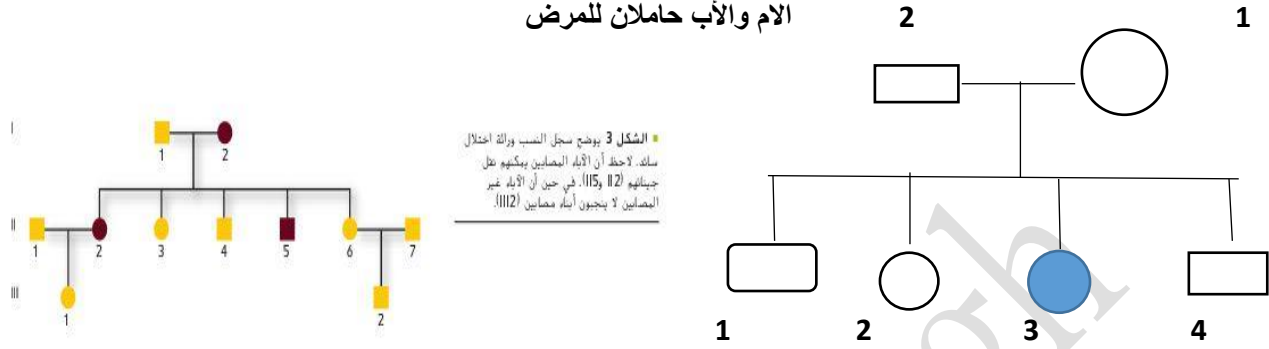 الام والأب حاملان للمرض
2
1
I
1
2
الشكل 3 يوضح سجل النسب وراثة اختلال
سائد. لاحظ أن الآباء المصابين يمكنهم نقل
جيناتهم (II2 وII5). في حين أن الآباء غير
المصابين لا ينجبون أبناء مصابين (III2).
II
1
2
3
4
5
6
7
III
1
2
1
2
3
4